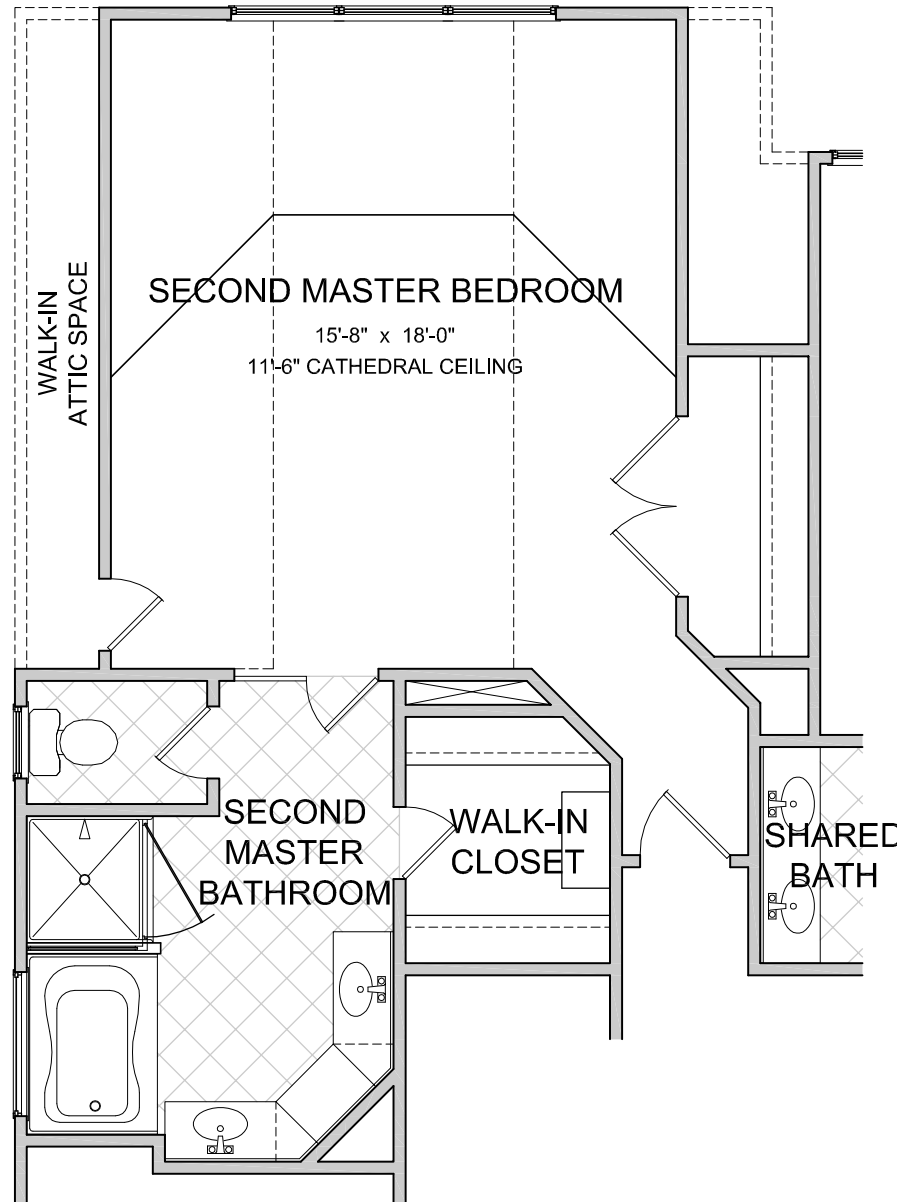 WALK-IN
ATTIC SPACE
SECOND MASTER BEDROOM
15'-8" x 18'-0"
11'-6" CATHEDRAL CEILING
SECOND
MASTER
BATHROOM
WALK-IN
CLOSET
SHARED
BATH